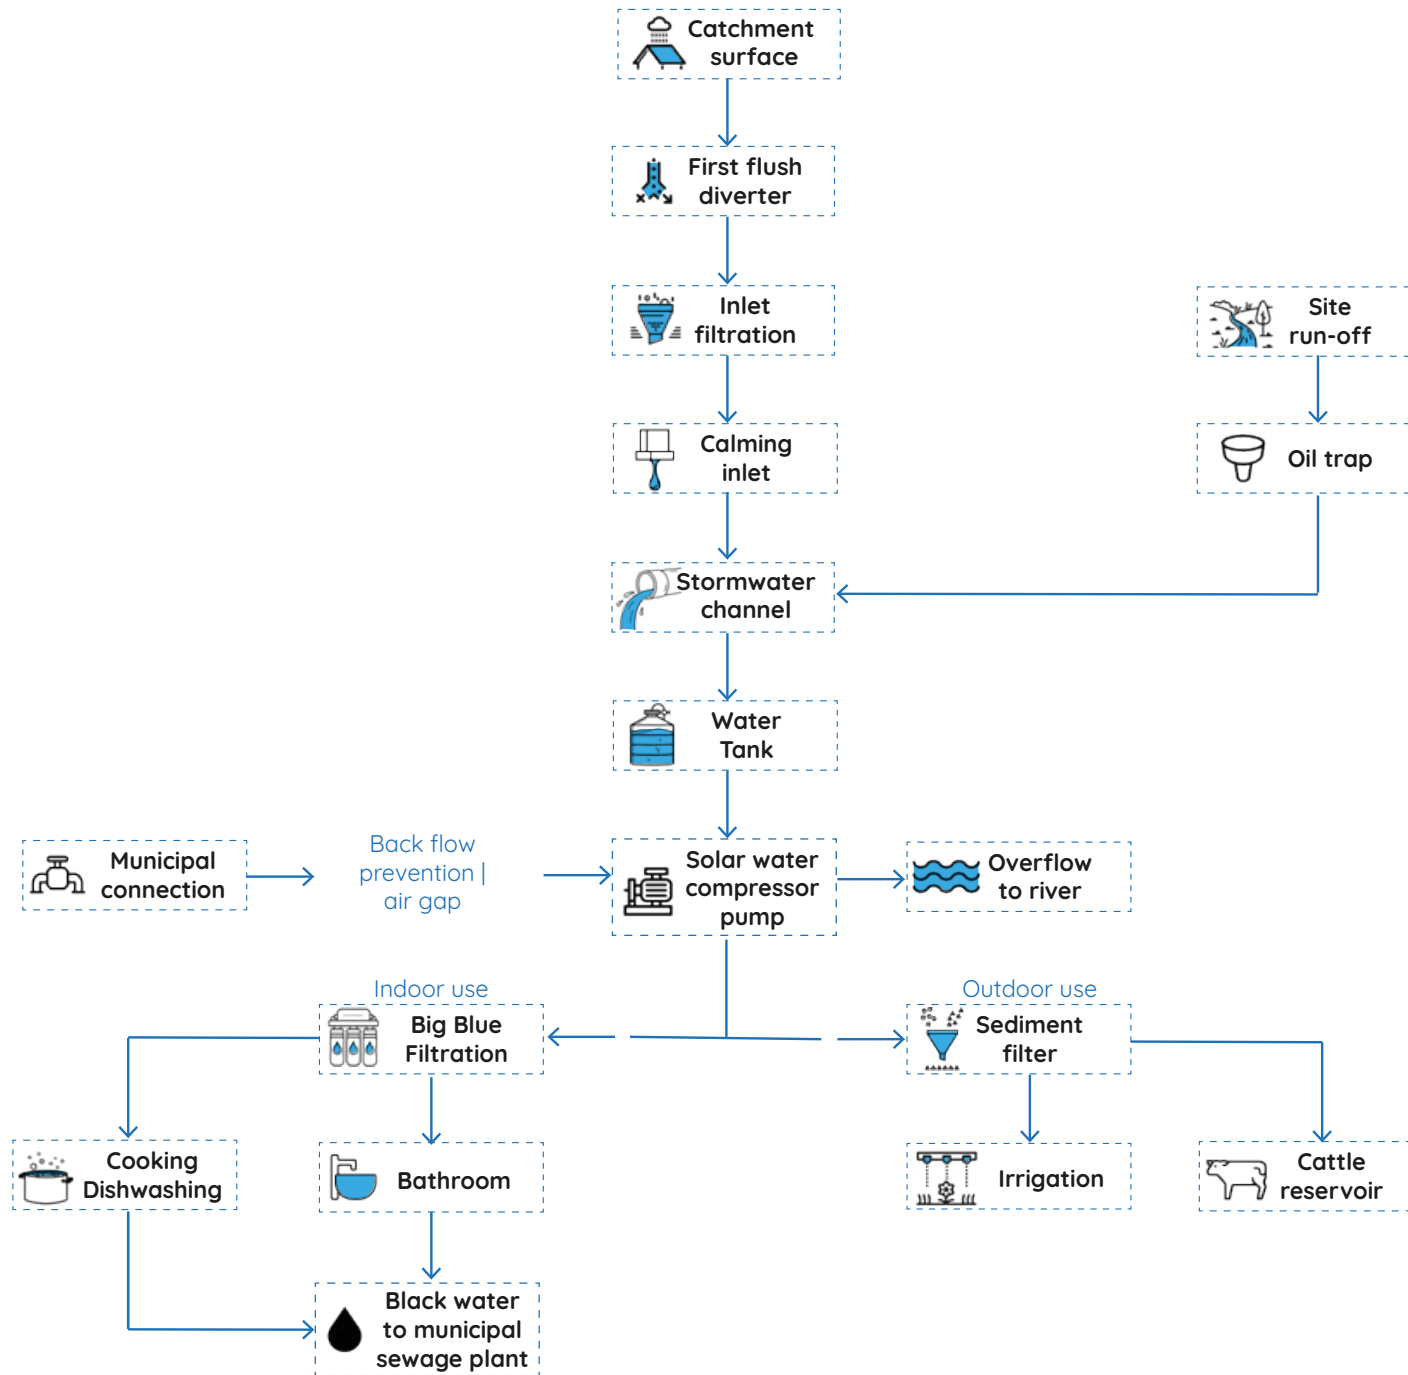 Catchment
surface
First flush
diverter
Inlet
filtration
Site
run-off
Calming
inlet
Oil trap
Stormwater
channel
Water
Tank
Municipal
connection
Back flow
prevention |
air gap
Solar water
compressor
pump
Overflow
to river
Indoor use
Big Blue
Filtration
Outdoor use
Sediment
filter
Cooking
Dishwashing
Bathroom
Irrigation
Cattle
reservoir
Black water
to municipal
sewage plant